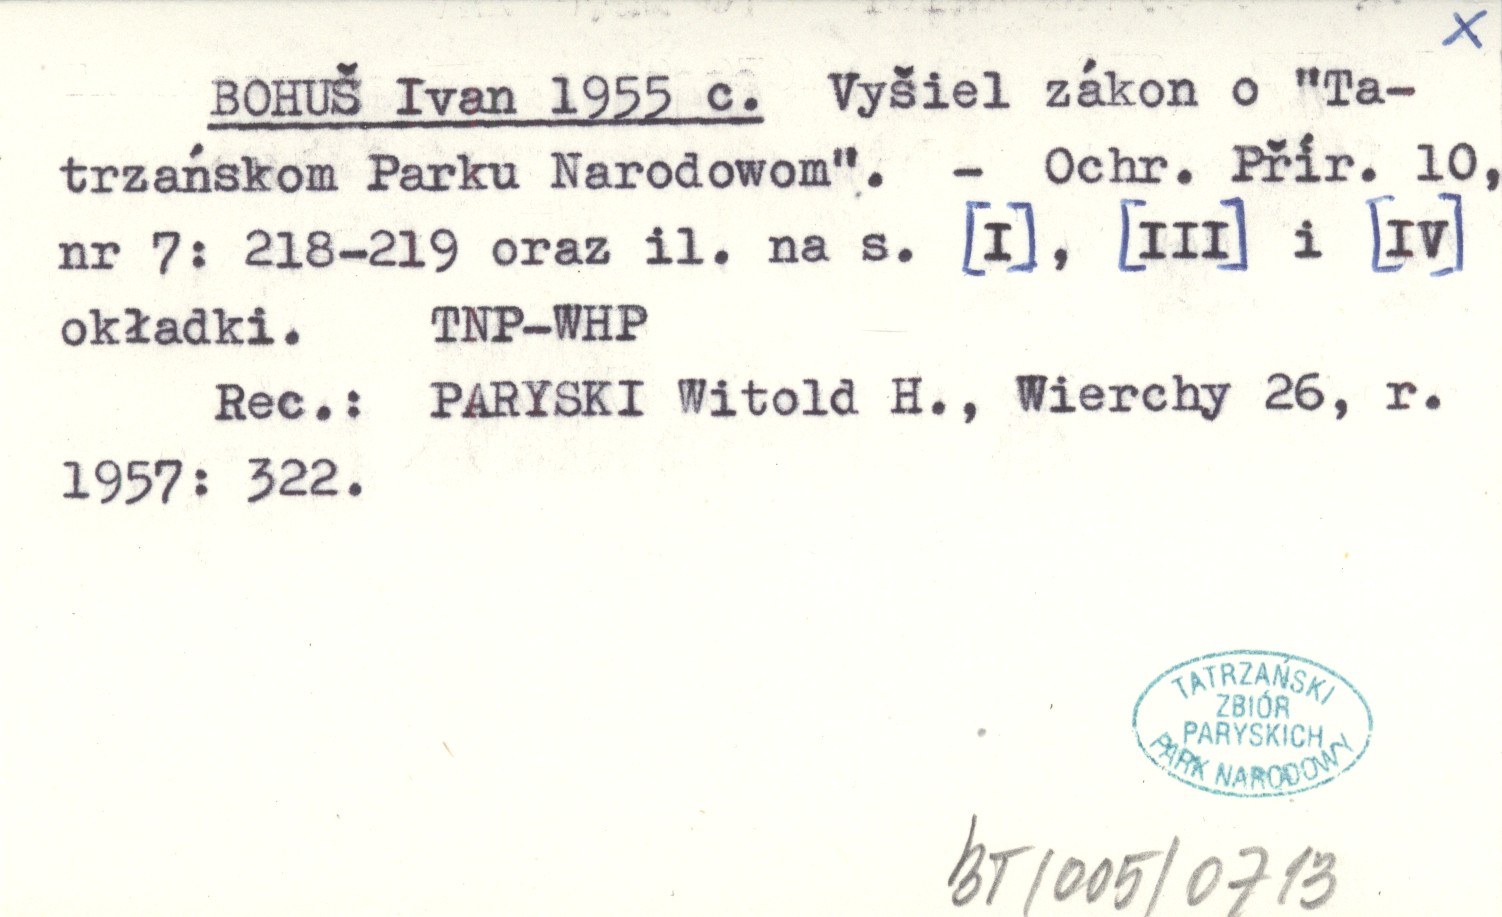 x
BOHUŠ Ivan 1955 c. Vyšiel zákon o "Ta-
trzańskom Parku Narodowom". - Ochr. Přír. 10,
nr 7: 218-219 oraz il. na s. [I], [III] i [IV]
okładki. TNP-WHP
Rec.: PARYSKI Witold H., Wierchy 26, r.
1957: 322.
TATRZAŃSKI
ZBIÓR
PARYSKICH
PARK NARODOWY
BT/005/0713